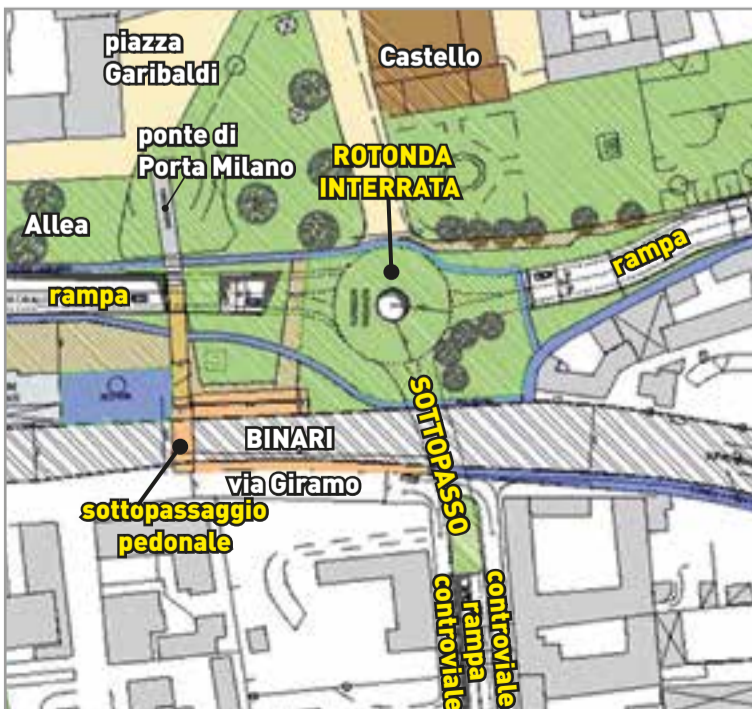 piazza
Garibaldi
Castello
ponte di
Porta Milano
ROTONDA
INTERRATA
Allea
rampa
rampa
SOTTOPASSO
BINARI
via Giramo
sottopassaggio
pedonale
controviale
rampa
controviale